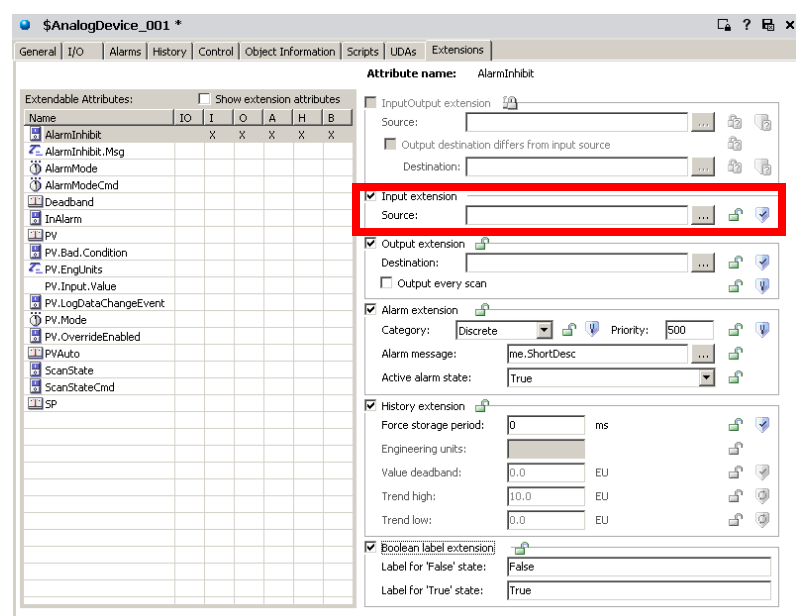 $AnalogDevice_001 *
General I/O Alarms History Control Object Information Scripts UDAs Extensions
Attribute name: AlarmInhibit
Extendable Attributes: Show extension attributes
Name IO I O A H B
AlarmInhibit X X X X X
AlarmInhibit.Msg
AlarmMode
AlarmModeCmd
Deadband
InAlarm
PV
PV.Bad.Condition
PV.EngUnits
PV.Input.Value
PV.LogDataChangeEvent
PV.Mode
PV.OverrideEnabled
PVAuto
ScanState
ScanStateCmd
SP
InputOutput extension
Source: ...
Output destination differs from input source
Destination: ...
Input extension
Source: ...
Output extension
Destination: ...
Output every scan
Alarm extension
Category: Discrete Priority: 500
Alarm message: me.ShortDesc ...
Active alarm state: True
History extension
Force storage period: 0 ms
Engineering units:
Value deadband: 0.0 EU
Trend high: 10.0 EU
Trend low: 0.0 EU
Boolean label extension
Label for 'False' state: False
Label for 'True' state: True